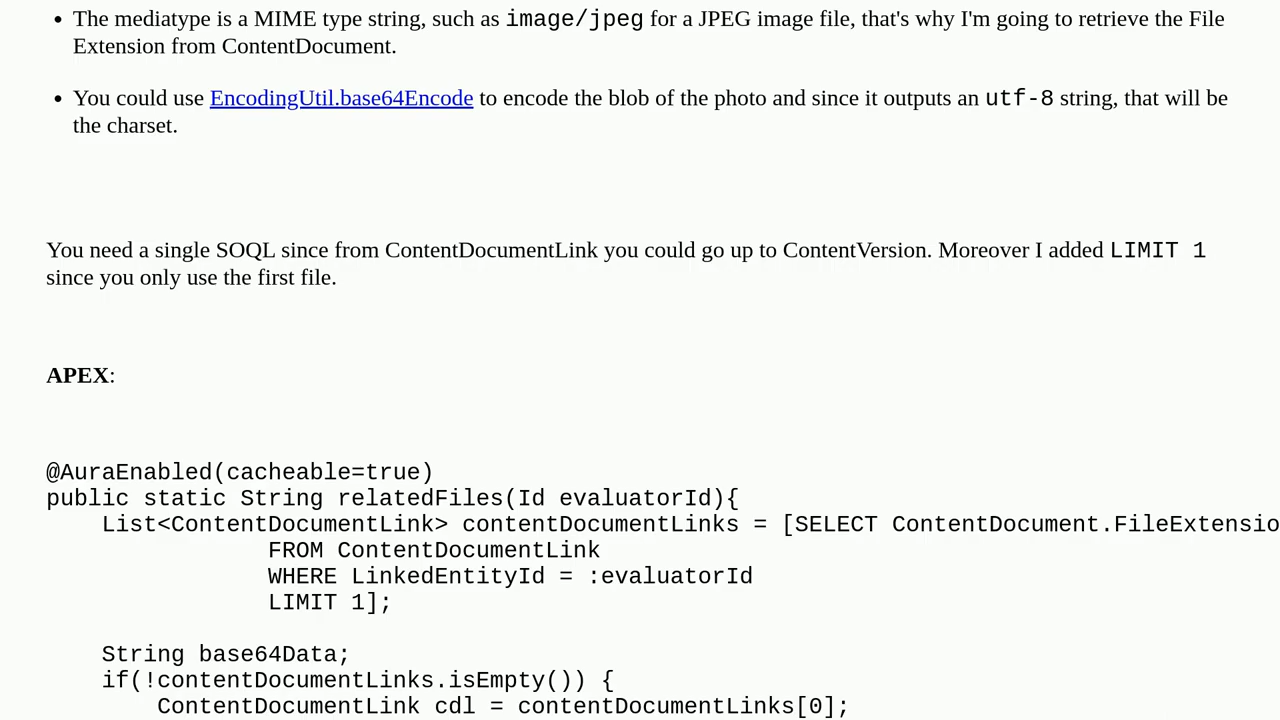 • The mediatype is a MIME type string, such as image/jpeg for a JPEG image file, that's why I'm going to retrieve the File
Extension from ContentDocument.
• You could use EncodingUtil.base64Encode to encode the blob of the photo and since it outputs an utf-8 string, that will be
the charset.
You need a single SOQL since from ContentDocumentLink you could go up to ContentVersion. Moreover I added LIMIT 1
since you only use the first file.
APEX:
@AuraEnabled(cacheable=true)
public static String relatedFiles(Id evaluatorId){
    List<ContentDocumentLink> contentDocumentLinks = [SELECT ContentDocument.FileExtensio
                FROM ContentDocumentLink
                WHERE LinkedEntityId = :evaluatorId
                LIMIT 1];
    String base64Data;
    if(!contentDocumentLinks.isEmpty()) {
        ContentDocumentLink cdl = contentDocumentLinks[0];